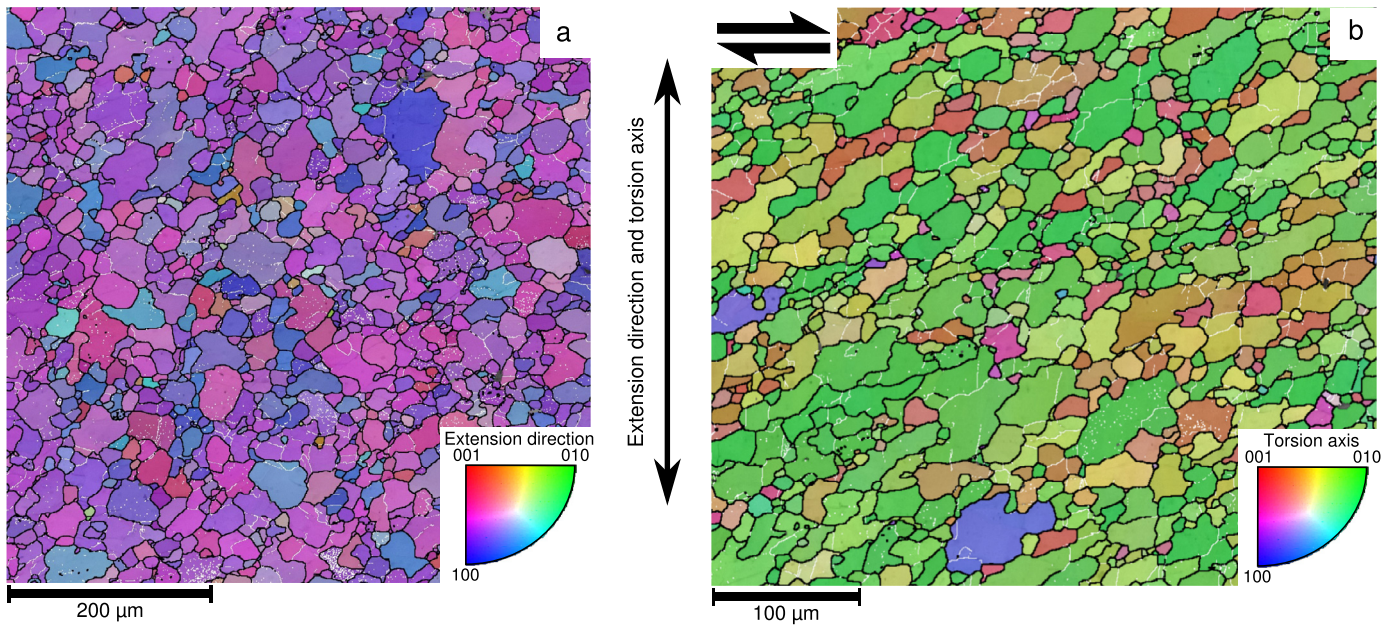 a
b
Extension direction and torsion axis
Extension direction
001
010
100
Torsion axis
001
010
100
200 µm
100 µm